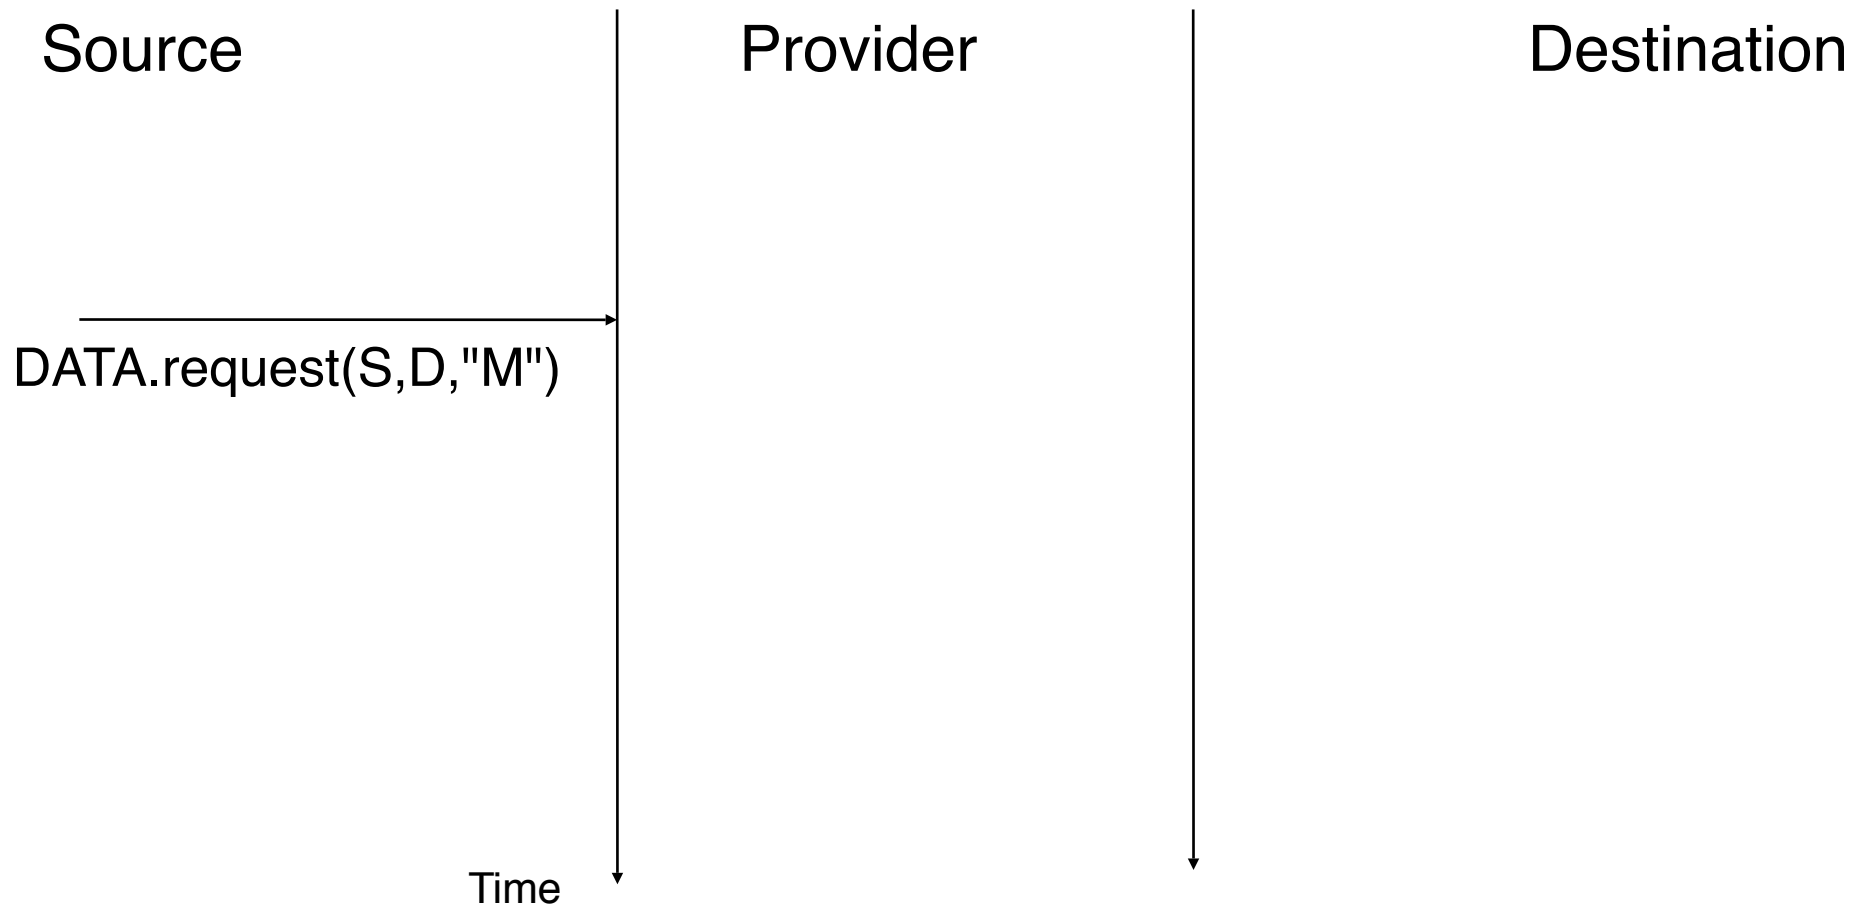 Source
Provider
Destination
DATA.request(S,D,"M")
Time